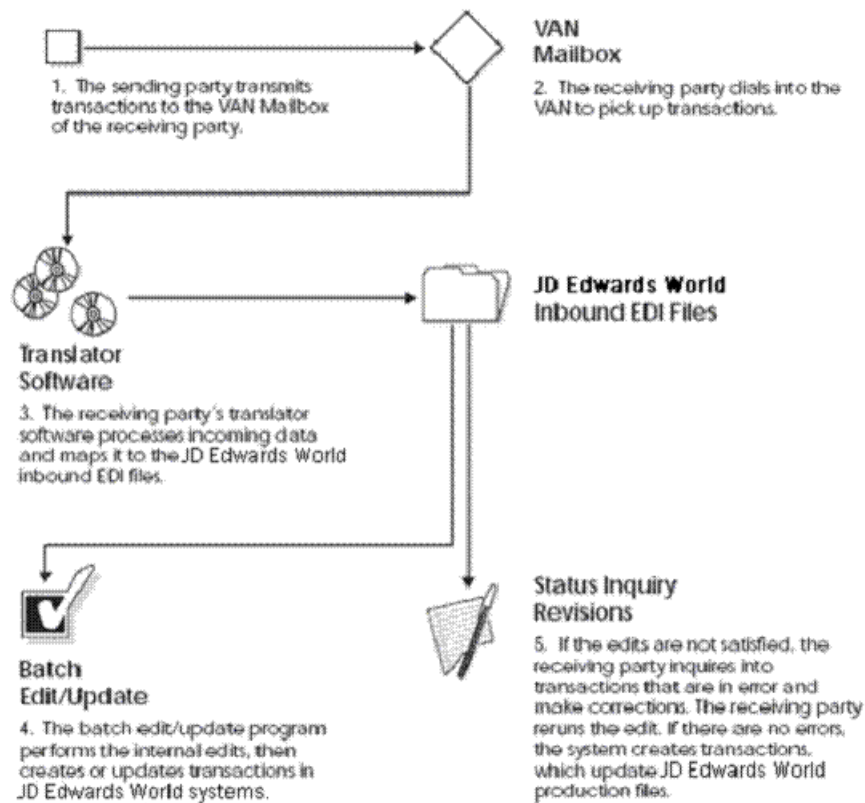 VAN
Mailbox
1. The sending party transmits
transactions to the VAN Mailbox
of the receiving party.
2. The receiving party dials into the
VAN to pick up transactions.
JD Edwards World
Inbound EDI Files
Translator
Software
3. The receiving party's translator
software processes incoming data
and maps it to the JD Edwards World
inbound EDI files.
Batch
Edit/Update
4. The batch edit/update program
performs the internal edits, then
creates or updates transactions in
JD Edwards World systems.
Status Inquiry
Revisions
5. If the edits are not satisfied, the
receiving party inquires into
transactions that are in error and
make corrections. The receiving party
reruns the edit. If there are no errors,
the system creates transactions,
which update JD Edwards World
production files.